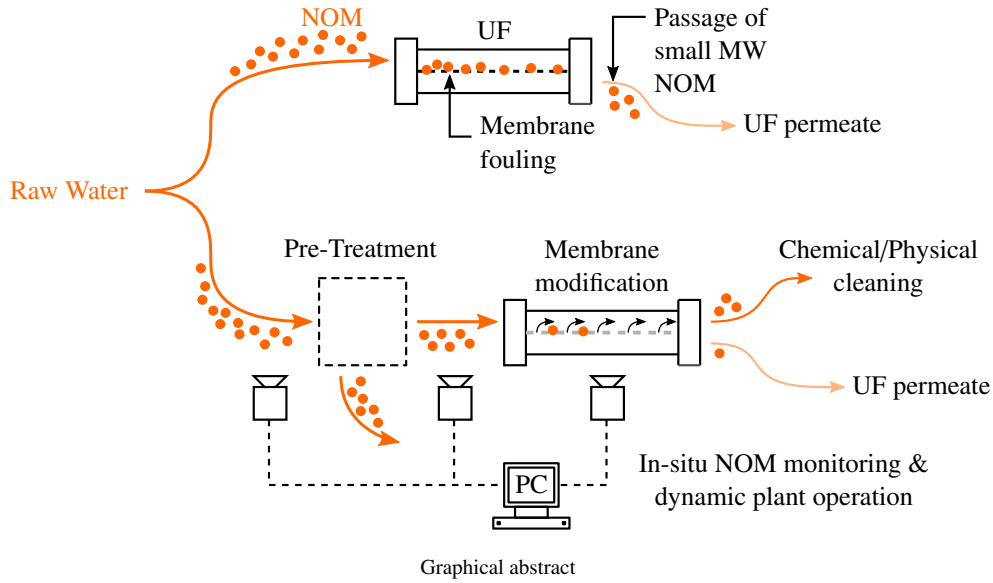 NOM
UF
Passage of
small MW
NOM
UF permeate
Membrane
fouling
Raw Water
Pre-Treatment
Membrane
modification
Chemical/Physical
cleaning
UF permeate
PC
In-situ NOM monitoring &
dynamic plant operation
Graphical abstract